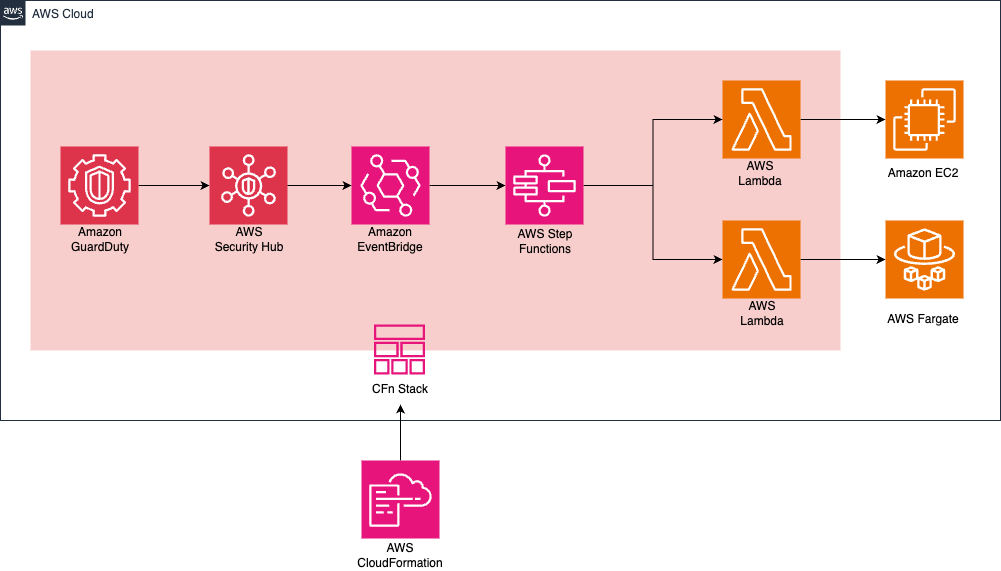 aws
AWS Cloud
Amazon
GuardDuty
AWS
Security Hub
Amazon
EventBridge
AWS Step
Functions
AWS
Lambda
Amazon EC2
AWS
Lambda
AWS Fargate
CFn Stack
AWS
CloudFormation